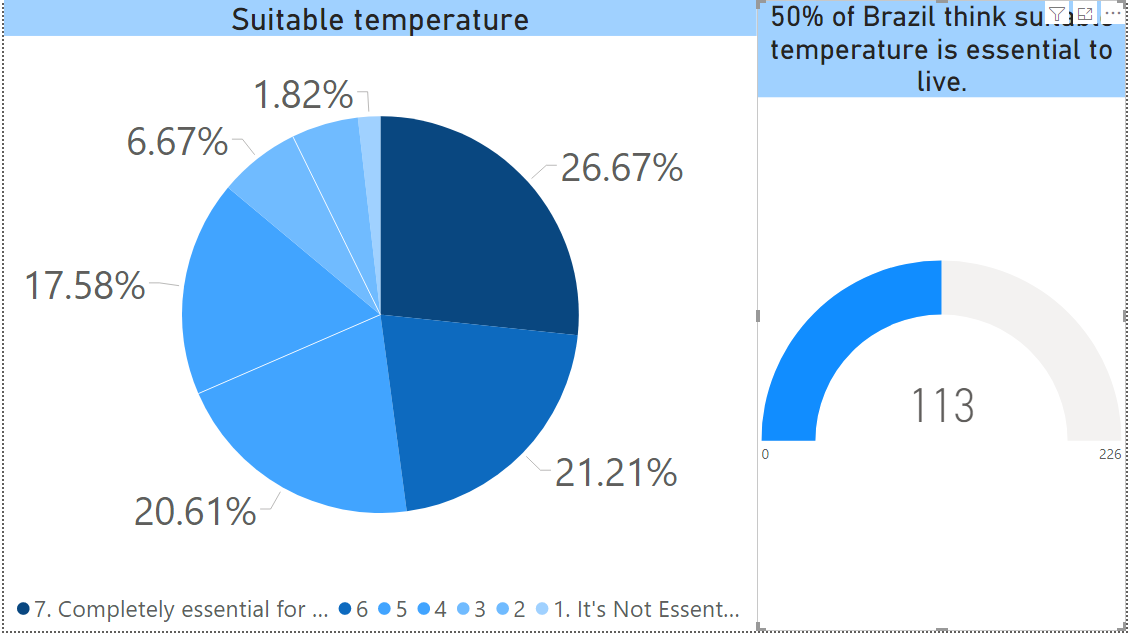 Suitable temperature
1.82%
6.67%
26.67%
17.58%
20.61%
21.21%
7. Completely essential for ... 6 5 4 3 2 1. It's Not Essent...
50% of Brazil think suitable
temperature is essential to
live.
113
0 226